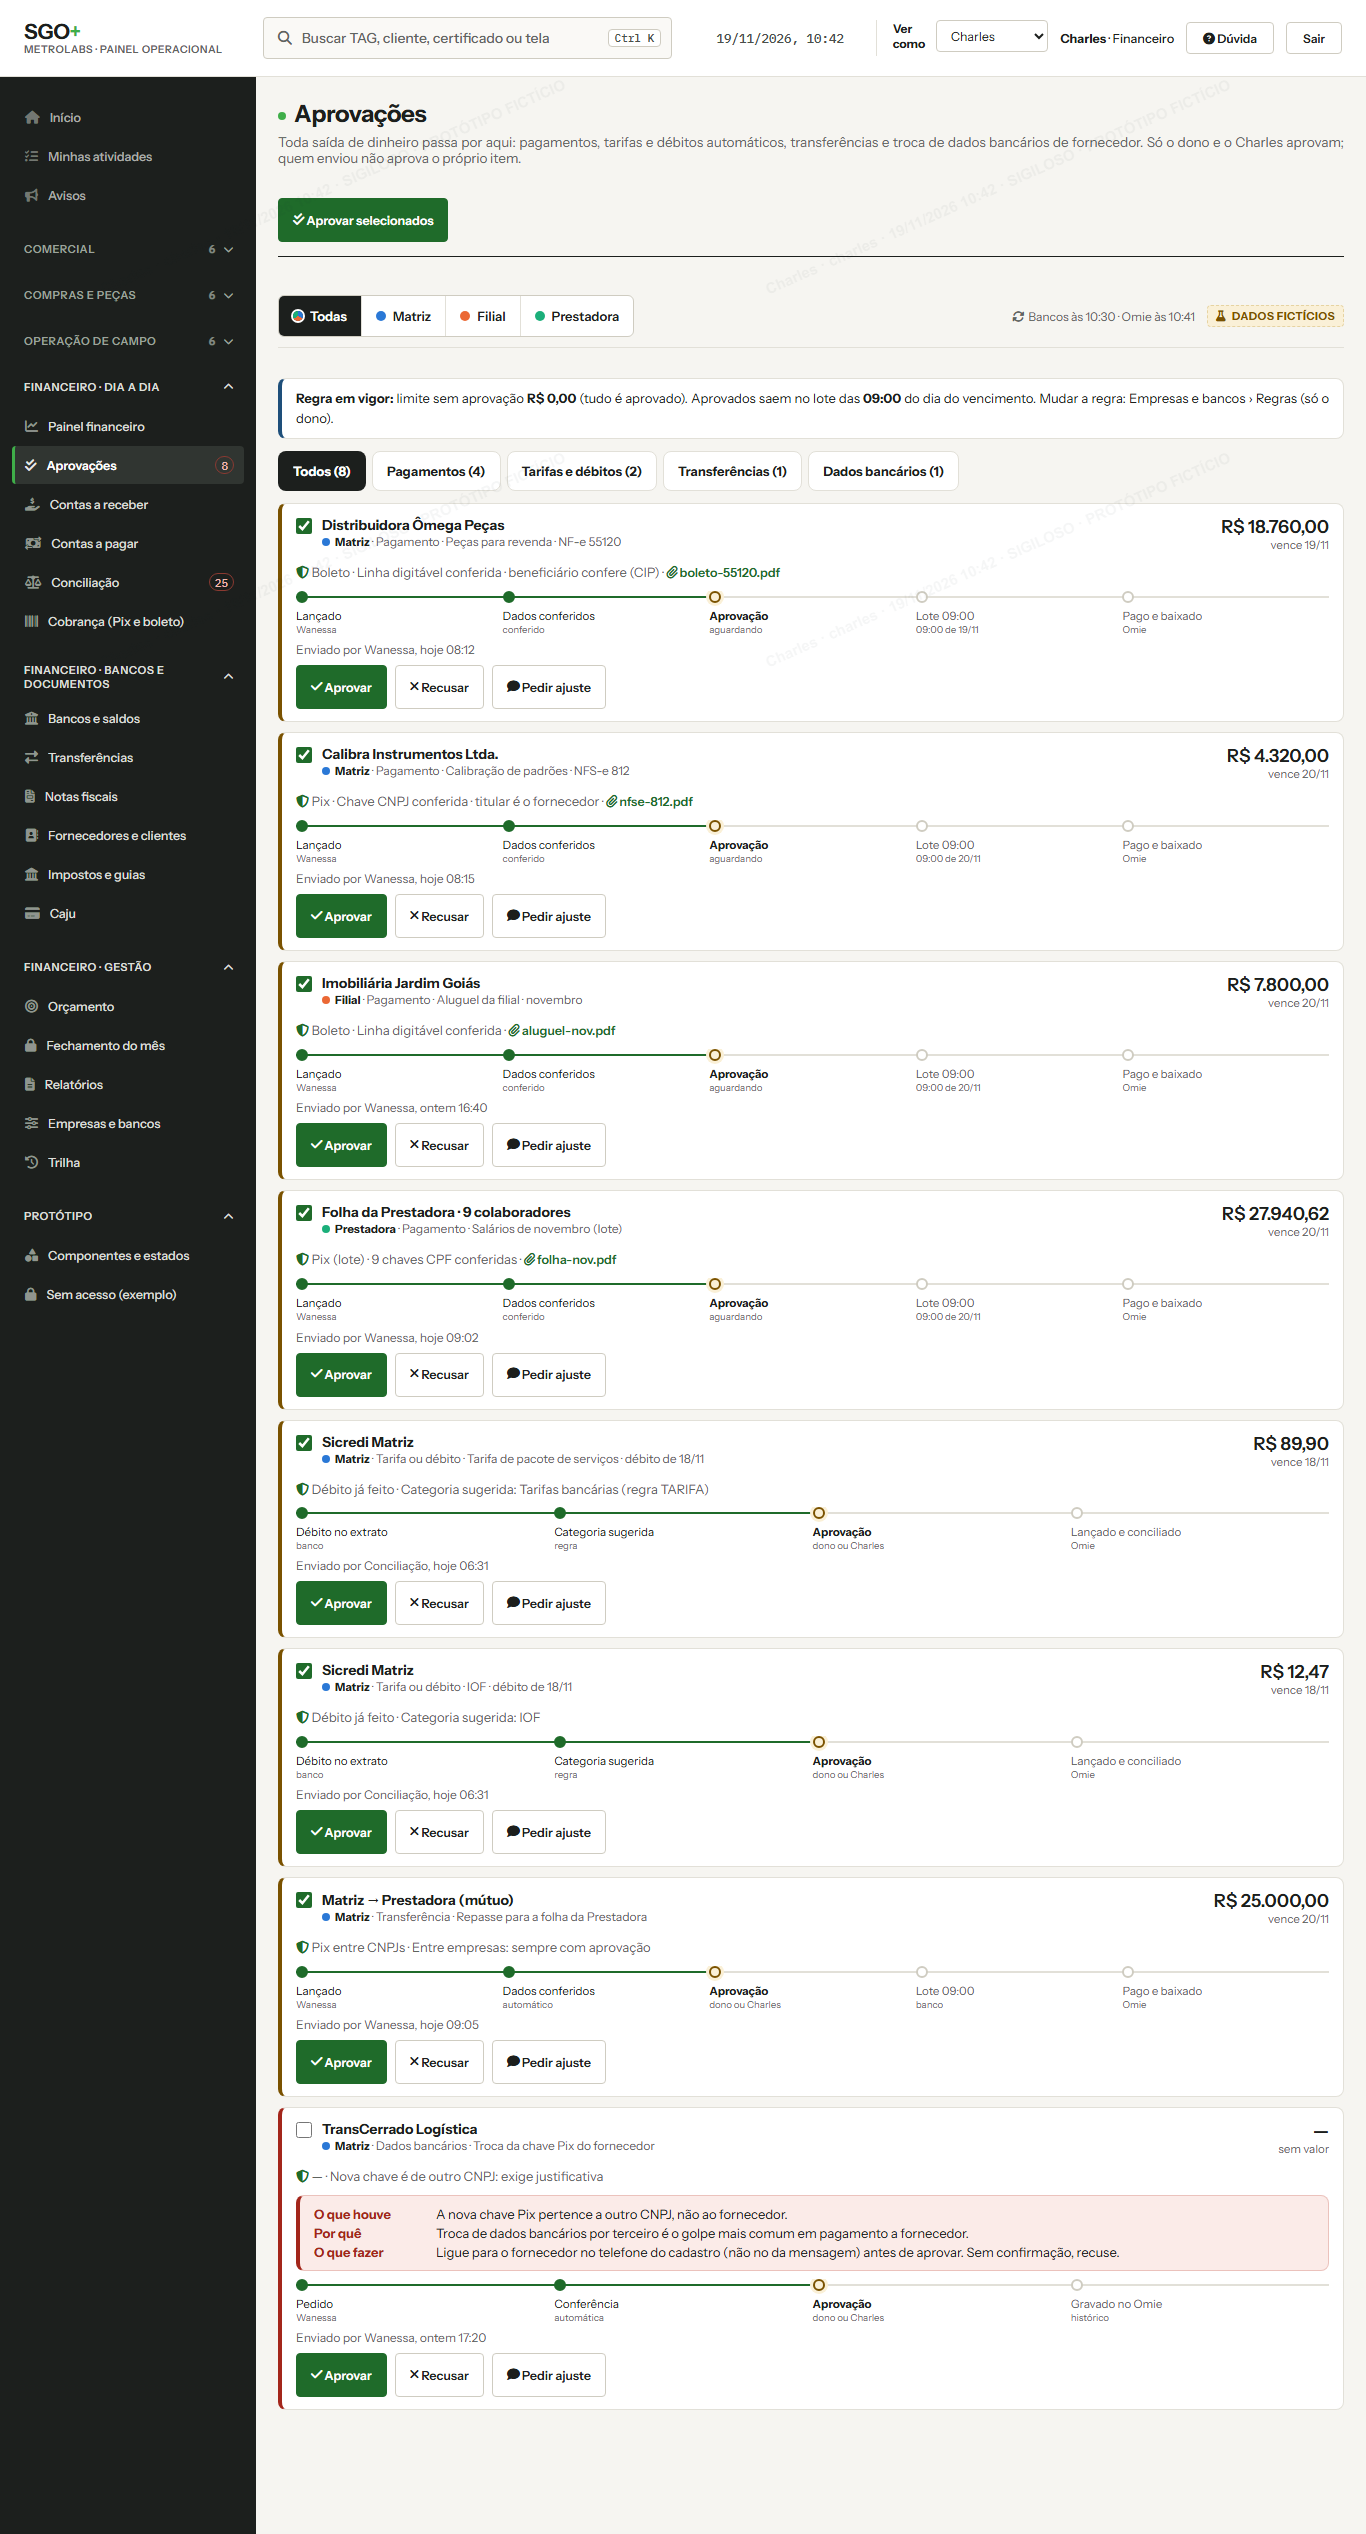 SGO+
METROLABS · PAINEL OPERACIONAL
Buscar TAG, cliente, certificado ou tela
Ctrl K
19/11/2026, 10:42
Ver como
Charles
Charles · Financeiro
Dúvida
Sair
Início
Minhas atividades
Avisos
COMERCIAL 6
COMPRAS E PEÇAS 6
OPERAÇÃO DE CAMPO 6
FINANCEIRO · DIA A DIA
Painel financeiro
Aprovações 8
Contas a receber
Contas a pagar
Conciliação 25
Cobrança (Pix e boleto)
FINANCEIRO · BANCOS E
DOCUMENTOS
Bancos e saldos
Transferências
Notas fiscais
Fornecedores e clientes
Impostos e guias
Caju
FINANCEIRO · GESTÃO
Orçamento
Fechamento do mês
Relatórios
Empresas e bancos
Trilha
PROTÓTIPO
Componentes e estados
Sem acesso (exemplo)
Aprovações
Toda saída de dinheiro passa por aqui: pagamentos, tarifas e débitos automáticos, transferências e troca de dados bancários de fornecedor. Só o dono e o Charles aprovam;
quem enviou não aprova o próprio item.
Aprovar selecionados
Todas
Matriz
Filial
Prestadora
Bancos às 10:30 · Omie às 10:41
DADOS FICTÍCIOS
Regra em vigor: limite sem aprovação R$ 0,00 (tudo é aprovado). Aprovados saem no lote das 09:00 do dia do vencimento. Mudar a regra: Empresas e bancos › Regras (só o
dono).
Todos (8)
Pagamentos (4)
Tarifas e débitos (2)
Transferências (1)
Dados bancários (1)
Distribuidora Ômega Peças
R$ 18.760,00
Matriz · Pagamento · Peças para revenda · NF-e 55120
vence 19/11
Boleto · Linha digitável conferida · beneficiário confere (CIP) · boleto-55120.pdf
Lançado Dados conferidos Aprovação Lote 09:00 Pago e baixado
Wanessa conferido aguardando 09:00 de 19/11 Omie
Enviado por Wanessa, hoje 08:12
Aprovar Recusar Pedir ajuste
Calibra Instrumentos Ltda.
R$ 4.320,00
Matriz · Pagamento · Calibração de padrões · NFS-e 812
vence 20/11
Pix · Chave CNPJ conferida · titular é o fornecedor · nfse-812.pdf
Lançado Dados conferidos Aprovação Lote 09:00 Pago e baixado
Wanessa conferido aguardando 09:00 de 20/11 Omie
Enviado por Wanessa, hoje 08:15
Aprovar Recusar Pedir ajuste
Imobiliária Jardim Goiás
R$ 7.800,00
Filial · Pagamento · Aluguel da filial · novembro
vence 20/11
Boleto · Linha digitável conferida · aluguel-nov.pdf
Lançado Dados conferidos Aprovação Lote 09:00 Pago e baixado
Wanessa conferido aguardando 09:00 de 20/11 Omie
Enviado por Wanessa, ontem 16:40
Aprovar Recusar Pedir ajuste
Folha da Prestadora · 9 colaboradores
R$ 27.940,62
Prestadora · Pagamento · Salários de novembro (lote)
vence 20/11
Pix (lote) · 9 chaves CPF conferidas · folha-nov.pdf
Lançado Dados conferidos Aprovação Lote 09:00 Pago e baixado
Wanessa conferido aguardando 09:00 de 20/11 Omie
Enviado por Wanessa, hoje 09:02
Aprovar Recusar Pedir ajuste
Sicredi Matriz
R$ 89,90
Matriz · Tarifa ou débito · Tarifa de pacote de serviços · débito de 18/11
vence 18/11
Débito já feito · Categoria sugerida: Tarifas bancárias (regra TARIFA)
Débito no extrato Categoria sugerida Aprovação Lançado e conciliado
banco regra dono ou Charles Omie
Enviado por Conciliação, hoje 06:31
Aprovar Recusar Pedir ajuste
Sicredi Matriz
R$ 12,47
Matriz · Tarifa ou débito · IOF · débito de 18/11
vence 18/11
Débito já feito · Categoria sugerida: IOF
Débito no extrato Categoria sugerida Aprovação Lançado e conciliado
banco regra dono ou Charles Omie
Enviado por Conciliação, hoje 06:31
Aprovar Recusar Pedir ajuste
Matriz → Prestadora (mútuo)
R$ 25.000,00
Matriz · Transferência · Repasse para a folha da Prestadora
vence 20/11
Pix entre CNPJs · Entre empresas: sempre com aprovação
Lançado Dados conferidos Aprovação Lote 09:00 Pago e baixado
Wanessa automático dono ou Charles banco Omie
Enviado por Wanessa, hoje 09:05
Aprovar Recusar Pedir ajuste
TransCerrado Logística
—
Matriz · Dados bancários · Troca da chave Pix do fornecedor
sem valor
— · Nova chave é de outro CNPJ: exige justificativa
O que houve A nova chave Pix pertence a outro CNPJ, não ao fornecedor.
Por quê Troca de dados bancários por terceiro é o golpe mais comum em pagamento a fornecedor.
O que fazer Ligue para o fornecedor no telefone do cadastro (não no da mensagem) antes de aprovar. Sem confirmação, recuse.
Pedido Conferência Aprovação Gravado no Omie
Wanessa automática dono ou Charles histórico
Enviado por Wanessa, ontem 17:20
Aprovar Recusar Pedir ajuste
Charles · charles · 19/11/2026 10:42 · SIGILOSO · PROTÓTIPO FICTÍCIO
Charles · charles · 19/11/2026 10:42 · SIGILOSO · PROTÓTIPO FICTÍCIO